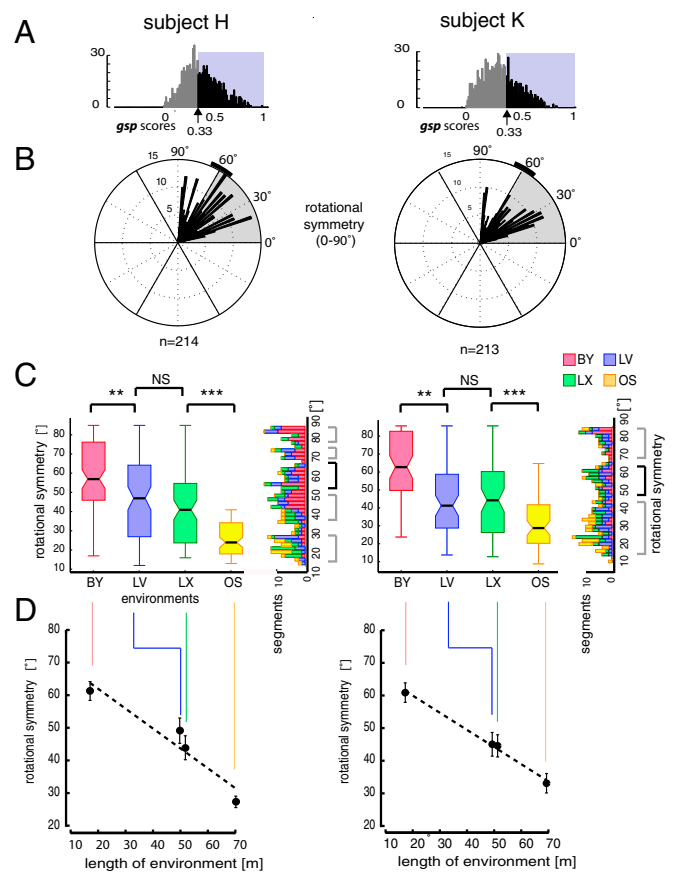 subject H
subject K
A
30
0
0
0.5
1
gsp scores
0.33
30
0
0
0.5
1
gsp scores
0.33
B
15
90°
60°
10
5
30°
0°
n=214
rotational
symmetry
(0-90°)
15
90°
60°
10
5
30°
0°
n=213
BY
LV
LX
OS
C
**
NS
***
rotational symmetry [°]
80
70
60
50
40
30
20
10
BY
LV
LX
OS
environments
10 20 30 40 50 60 70 80 90 [°]
10 0
segments
**
NS
***
80
70
60
50
40
30
20
10
BY
LV
LX
OS
10 20 30 40 50 60 70 80 90 [°]
rotational symmetry
10 0
segments
D
rotational symmetry [°]
80
70
60
50
40
30
20
10 20 30 40 50 60 70
length of environment [m]
rotational symmetry [°]
80
70
60
50
40
30
20
10 20 30 40 50 60 70
length of environment [m]